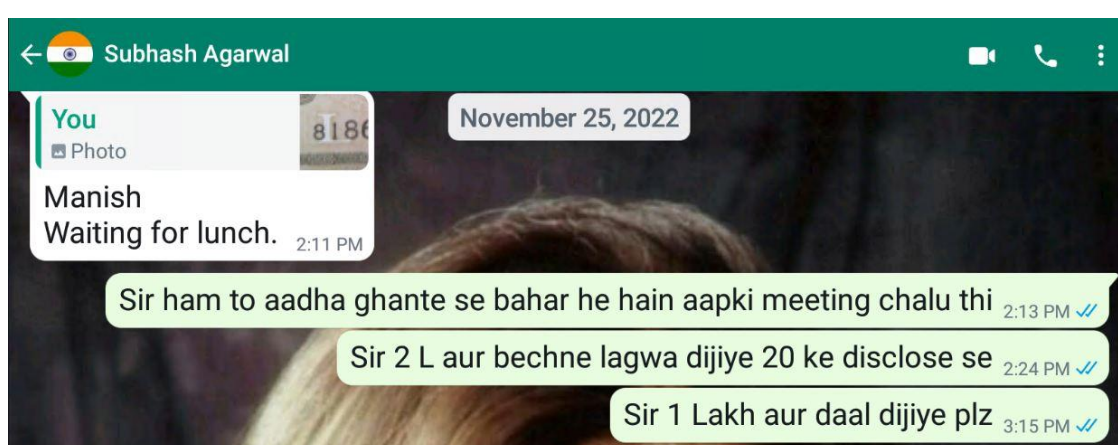 Subhash Agarwal
November 25, 2022
You
Photo
8186
Manish
Waiting for lunch. 2:11 PM
Sir ham to aadha ghante se bahar he hain aapki meeting chalu thi 2:13 PM
Sir 2 L aur bechne lagwa dijiye 20 ke disclose se 2:24 PM
Sir 1 Lakh aur daal dijiye plz 3:15 PM